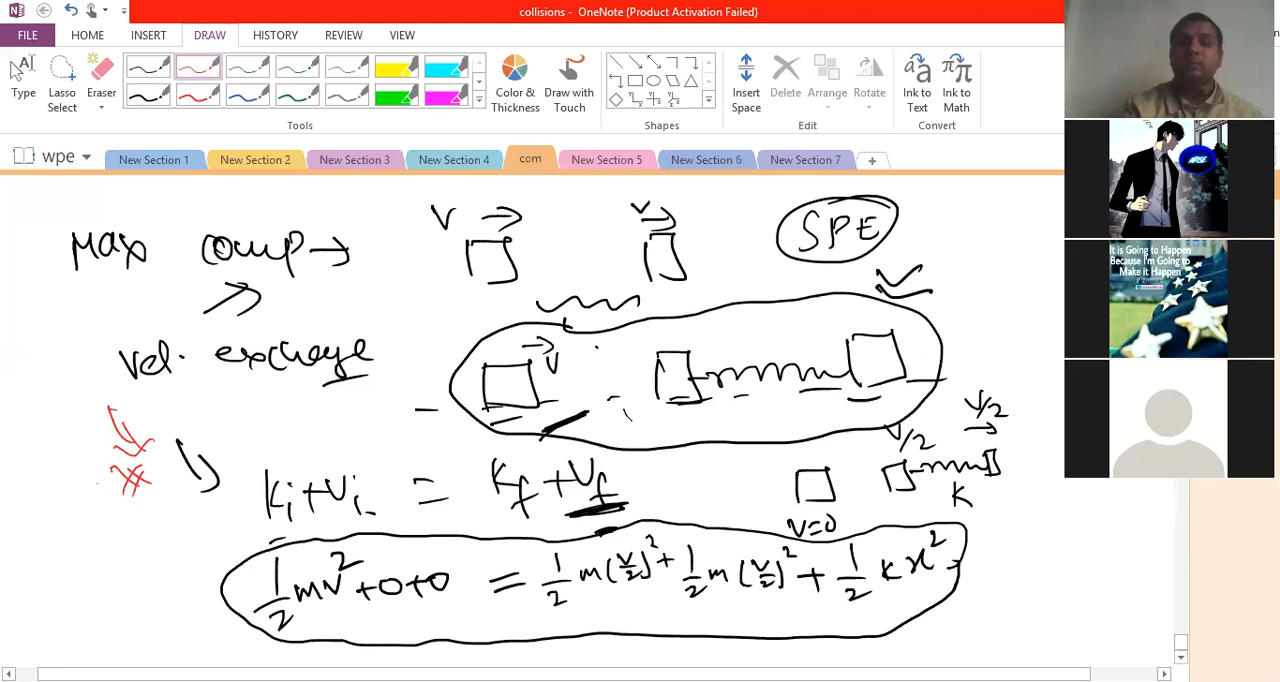 collisions - OneNote (Product Activation Failed)
FILE HOME INSERT DRAW HISTORY REVIEW VIEW
Type
Lasso Select
Eraser
Color & Thickness
Draw with Touch
Insert Space
Delete
Arrange
Rotate
Ink to Text
Ink to Math
Tools
Shapes
Edit
Convert
wpe
New Section 1
New Section 2
New Section 3
New Section 4
com
New Section 5
New Section 6
New Section 7
Max comp →
V →
V →
SPE
vel. exchange
→ V
V/2
V/2 →
K
V=0
Ki+Ui = Kf+Uf
1/2 mv²+0+0 = 1/2 m(v/2)²+1/2 m(v/2)²+1/2 Kx²
ARISE
It is Going to Happen
Because I'm Going to
Make it Happen